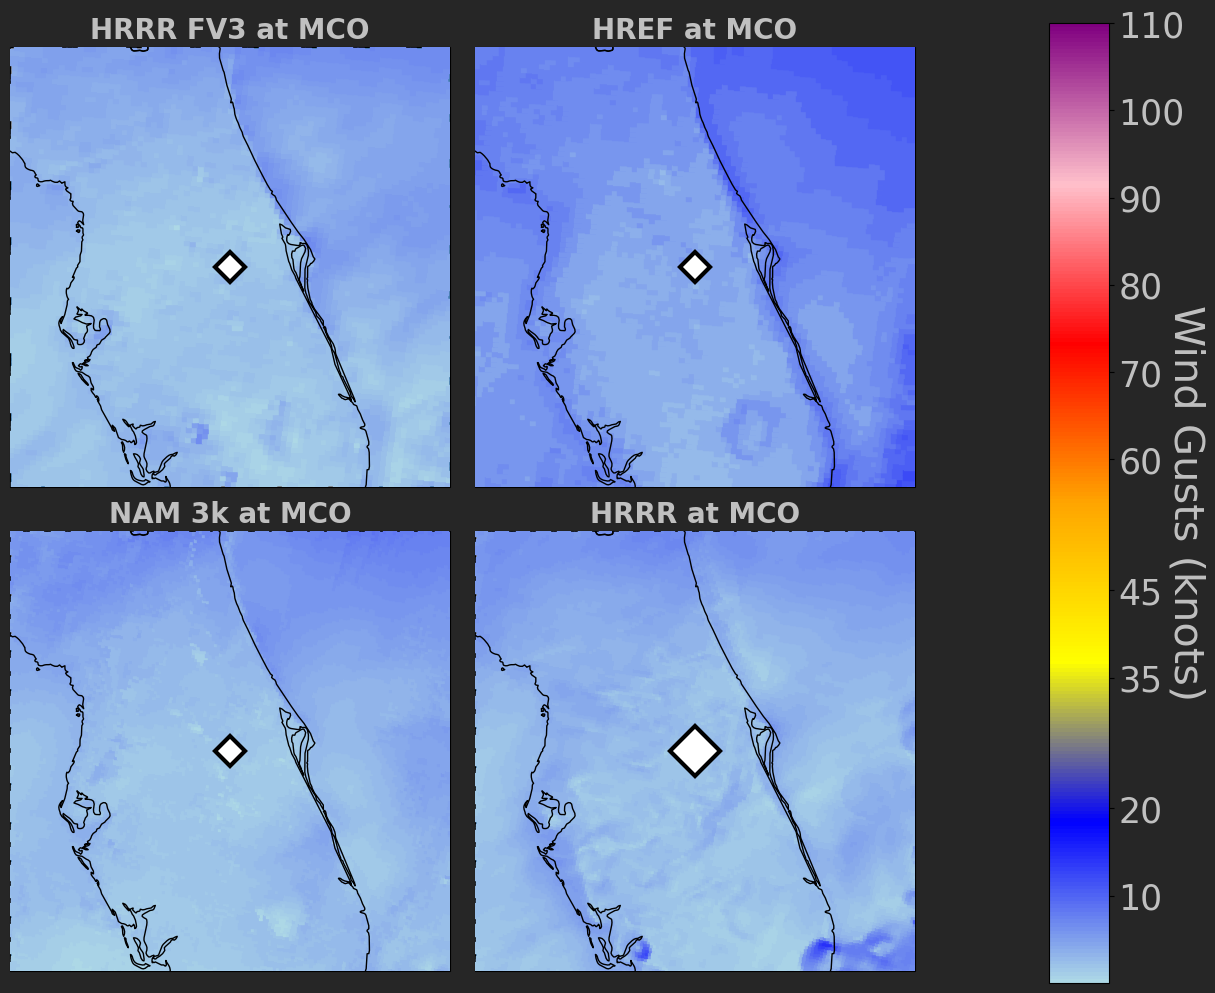 HRRR FV3 at MCO
HREF at MCO
NAM 3k at MCO
HRRR at MCO
110
100
90
80
70
60
45
35
20
10
Wind Gusts (knots)